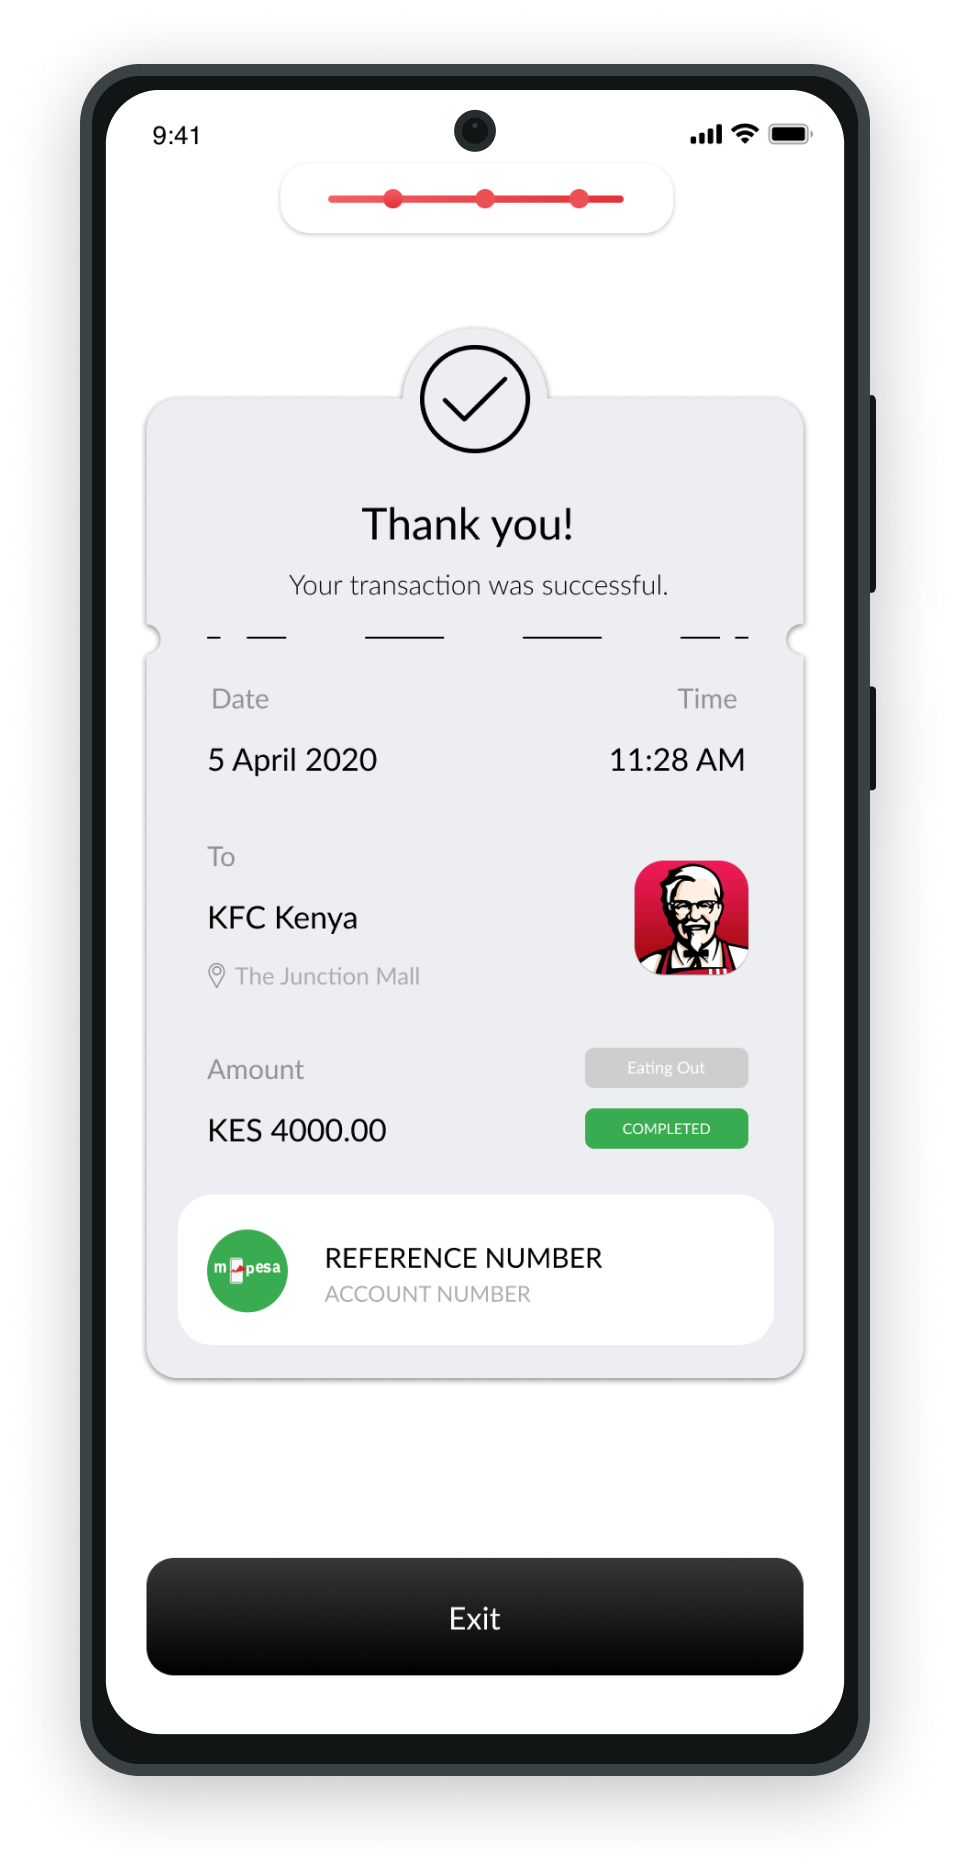 9:41
Thank you!
Your transaction was successful.
Date
Time
5 April 2020
11:28 AM
To
KFC Kenya
The Junction Mall
Amount
Eating Out
KES 4000.00
COMPLETED
m pesa
REFERENCE NUMBER
ACCOUNT NUMBER
Exit